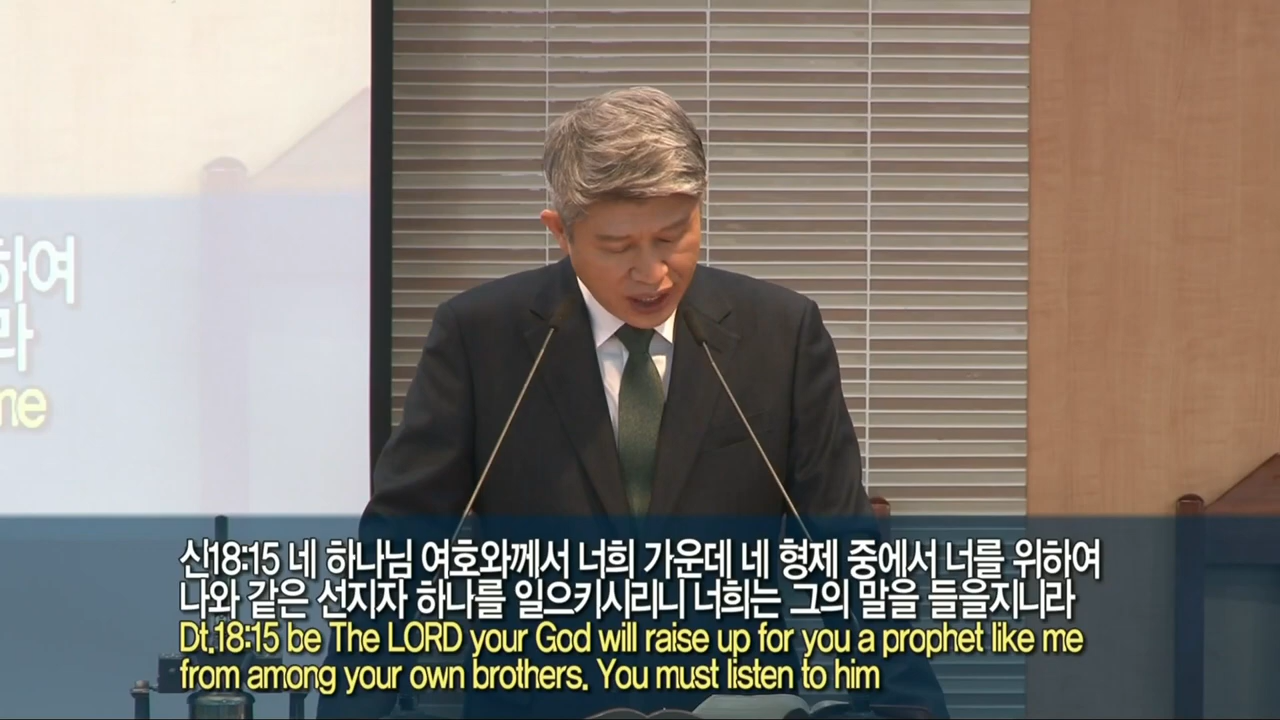 하여
라
me
신18:15 네 하나님 여호와께서 너희 가운데 네 형제 중에서 너를 위하여
나와 같은 선지자 하나를 일으키시리니 너희는 그의 말을 들을지니라
Dt.18:15 be The LORD your God will raise up for you a prophet like me
from among your own brothers. You must listen to him